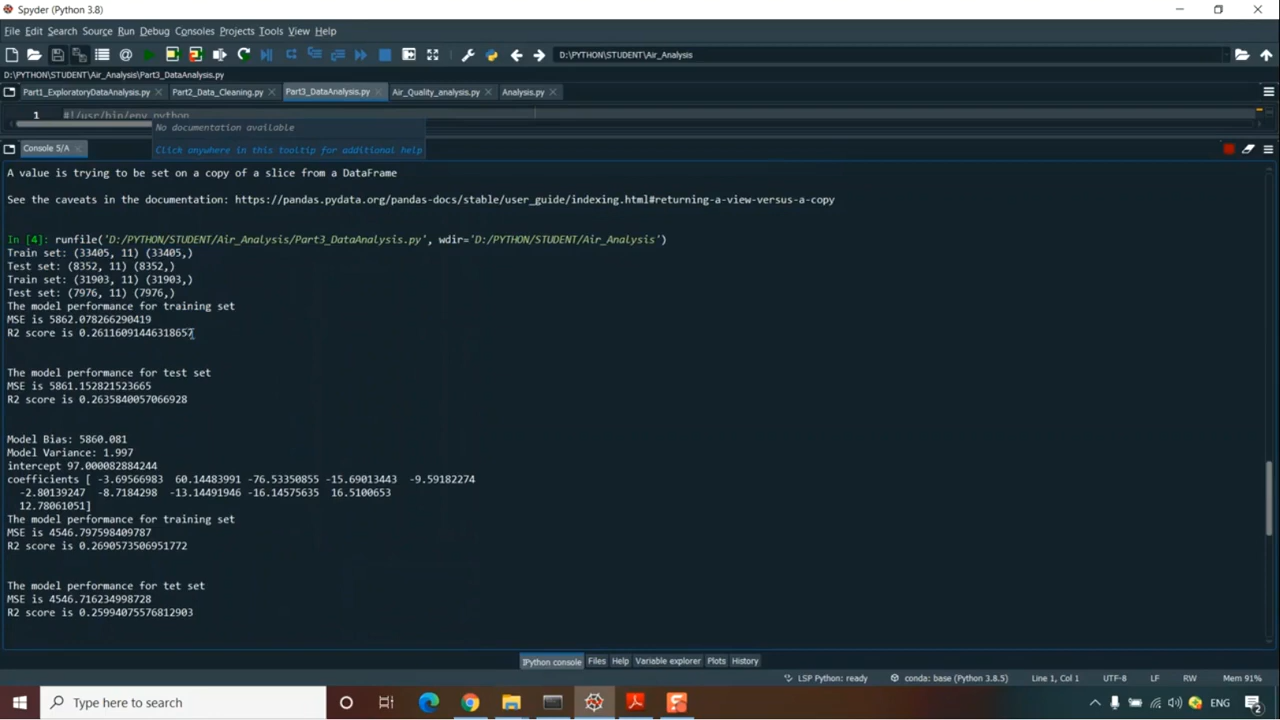 Spyder (Python 3.8)
File Edit Search Source Run Debug Consoles Projects Tools View Help
D:\PYTHON\STUDENT\Air_Analysis
D:\PYTHON\STUDENT\Air_Analysis\Part3_DataAnalysis.py
Part1_ExploratoryDataAnalysis.py Part2_Data_Cleaning.py Part3_DataAnalysis.py Air_Quality_analysis.py Analysis.py
1 #!/usr/bin/env python
No documentation available
Click anywhere in this tooltip for additional help
Console 5/A
A value is trying to be set on a copy of a slice from a DataFrame
See the caveats in the documentation: https://pandas.pydata.org/pandas-docs/stable/user_guide/indexing.html#returning-a-view-versus-a-copy
In [4]: runfile('D:/PYTHON/STUDENT/Air_Analysis/Part3_DataAnalysis.py', wdir='D:/PYTHON/STUDENT/Air_Analysis')
Train set: (33405, 11) (33405,)
Test set: (8352, 11) (8352,)
Train set: (31903, 11) (31903,)
Test set: (7976, 11) (7976,)
The model performance for training set
MSE is 5862.078266290419
R2 score is 0.26116091446318657
The model performance for test set
MSE is 5861.152821523665
R2 score is 0.2635840057066928
Model Bias: 5860.081
Model Variance: 1.997
intercept 97.000082884244
coefficients [ -3.69566983 60.14483991 -76.53350855 -15.69013443 -9.59182274
-2.80139247 -8.7184298 -13.14491946 -16.14575635 16.5100653
12.78061051]
The model performance for training set
MSE is 4546.797598409787
R2 score is 0.2690573506951772
The model performance for tet set
MSE is 4546.716234998728
R2 score is 0.25994075576812903
IPython console Files Help Variable explorer Plots History
LSP Python: ready conda: base (Python 3.8.5) Line 1, Col 1 UTF-8 LF RW Mem 91%
Type here to search
ENG
2